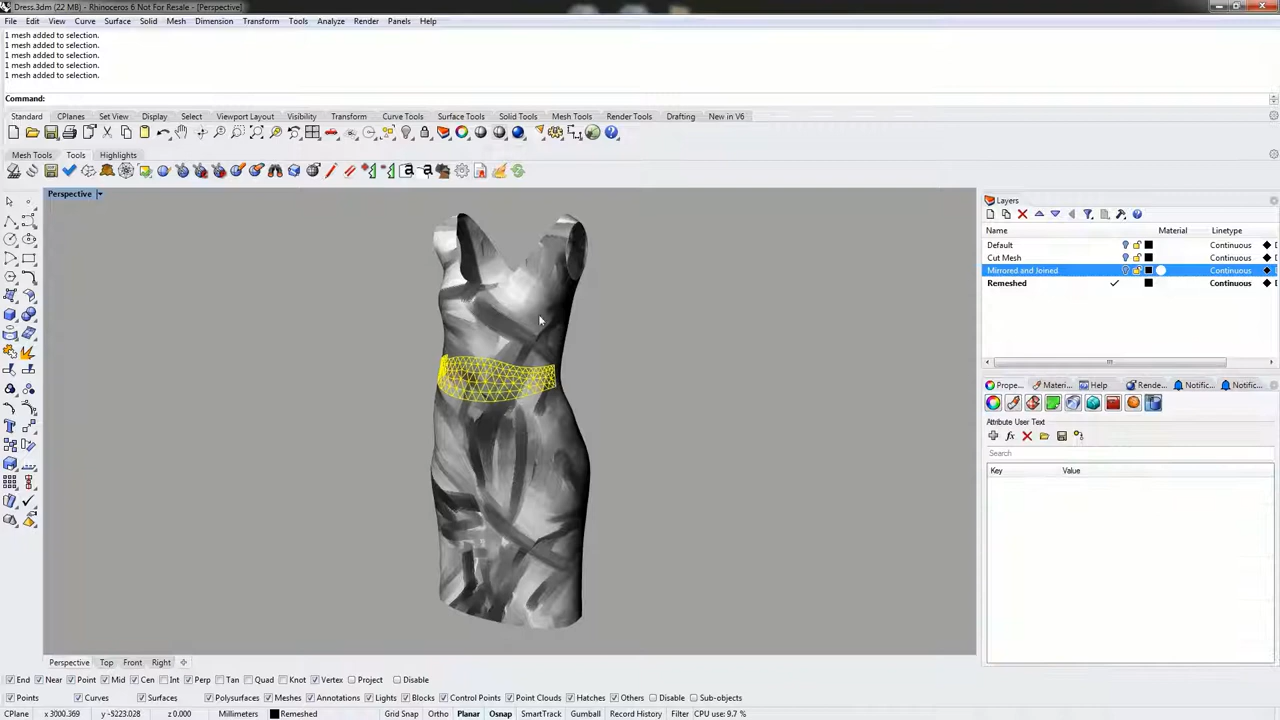 Dress.3dm (22 MB) - Rhinoceros 6 Not For Resale - [Perspective]
File Edit View Curve Surface Solid Mesh Dimension Transform Tools Analyze Render Panels Help
1 mesh added to selection.
1 mesh added to selection.
1 mesh added to selection.
1 mesh added to selection.
1 mesh added to selection.
Command:
Standard CPlanes Set View Display Select Viewport Layout Visibility Transform Curve Tools Surface Tools Solid Tools Mesh Tools Render Tools Drafting New in V6
Mesh Tools Tools Highlights
Perspective
Layers
Name Material Linetype
Default Continuous
Cut Mesh Continuous
Mirrored and Joined Continuous
Remeshed Continuous
Prope... Materi... Help Rende... Notific... Notific...
Attribute User Text
Search
Key Value
Perspective Top Front Right
End Near Point Mid Cen Int Perp Tan Quad Knot Vertex Project Disable
Points Curves Surfaces Polysurfaces Meshes Annotations Lights Blocks Control Points Point Clouds Hatches Others Disable Sub-objects
CPlane x 3000.369 y -5223.028 z 0.000 Millimeters Remeshed Grid Snap Ortho Planar Osnap SmartTrack Gumball Record History Filter CPU use: 9.7 %